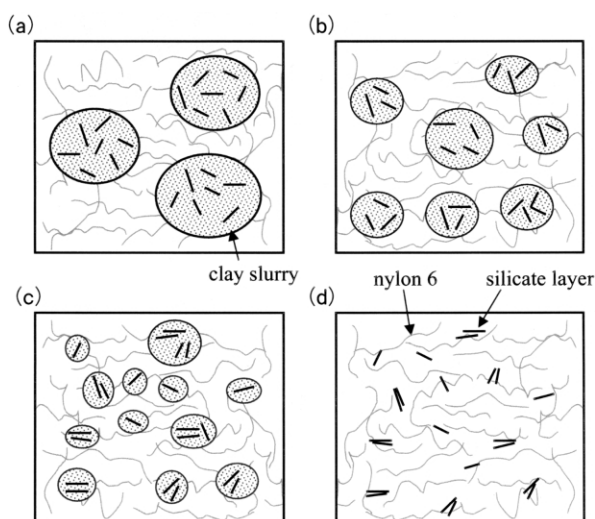 (a)
(b)
clay slurry
nylon 6
silicate layer
(c)
(d)